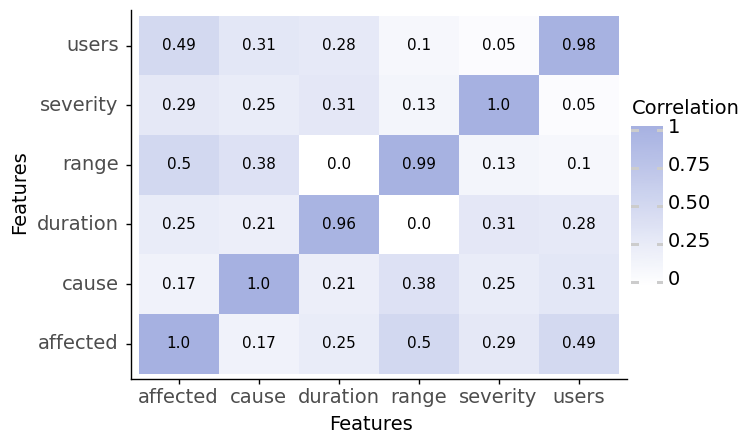 users 0.49 0.31 0.28 0.1 0.05 0.98
severity 0.29 0.25 0.31 0.13 1.0 0.05
range 0.5 0.38 0.0 0.99 0.13 0.1
duration 0.25 0.21 0.96 0.0 0.31 0.28
cause 0.17 1.0 0.21 0.38 0.25 0.31
affected 1.0 0.17 0.25 0.5 0.29 0.49
affected cause duration range severity users
Features
Features
Correlation
1
0.75
0.50
0.25
0